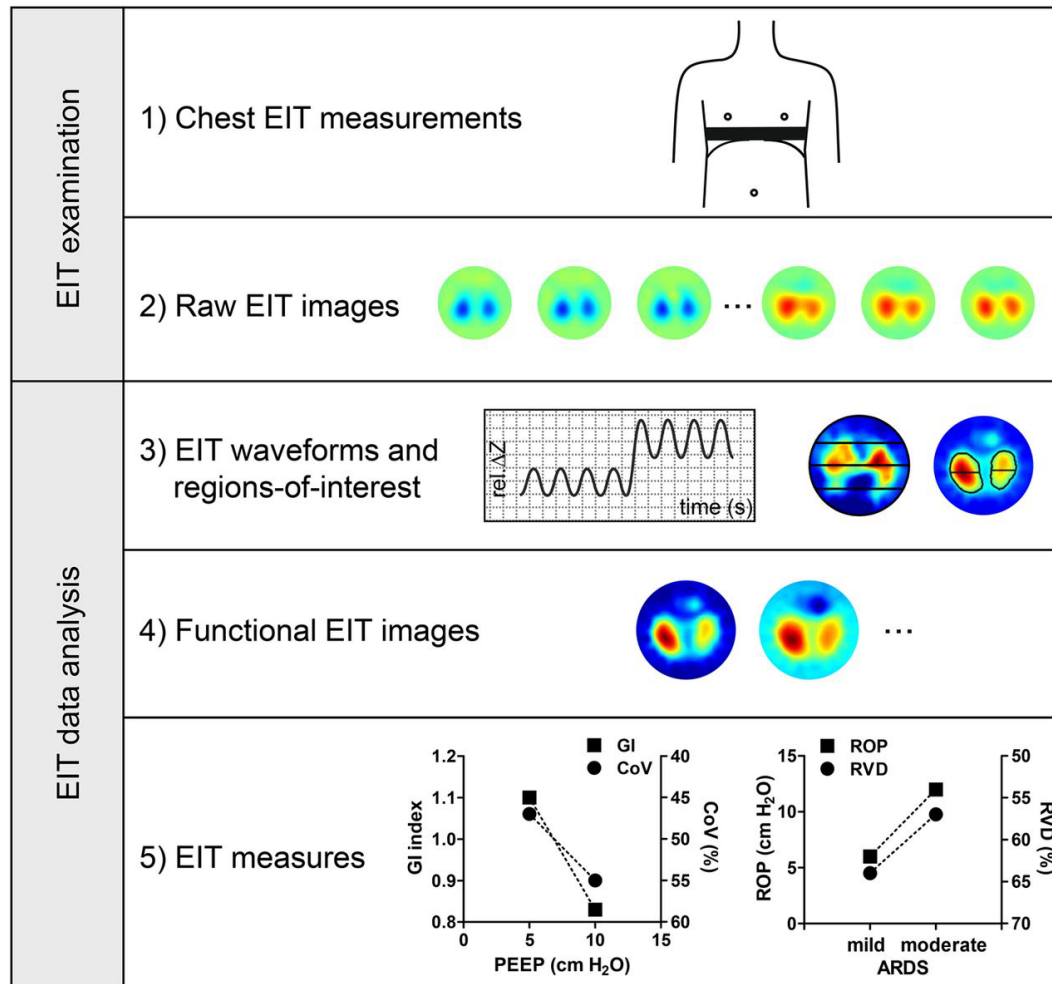 EIT examination
1) Chest EIT measurements
2) Raw EIT images
...
EIT data analysis
3) EIT waveforms and
regions-of-interest
rel. ΔZ
time (s)
4) Functional EIT images
...
5) EIT measures
GI
CoV
1.2
1.1
1.0
0.9
0.8
GI index
40
45
50
55
60
CoV (%)
0 5 10 15
PEEP (cm H₂O)
ROP
RVD
15
10
5
0
ROP (cm H₂O)
50
55
60
65
70
RVD (%)
mild moderate
ARDS